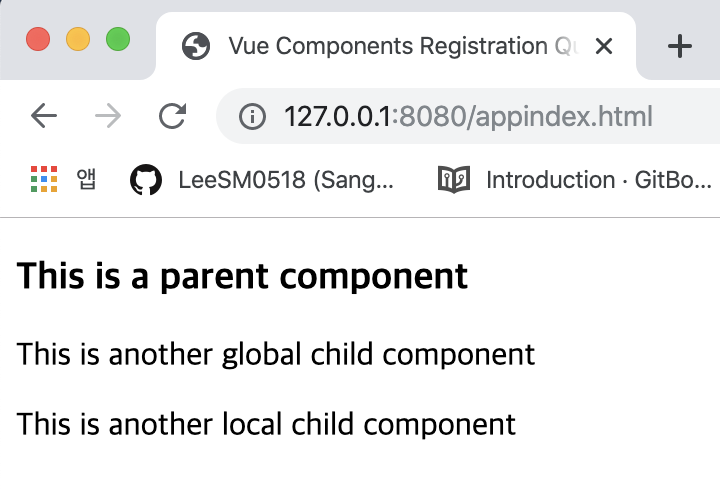 Vue Components Registration Qu
127.0.0.1:8080/appindex.html
앱 LeeSM0518 (Sang... Introduction · GitBo...
This is a parent component
This is another global child component
This is another local child component